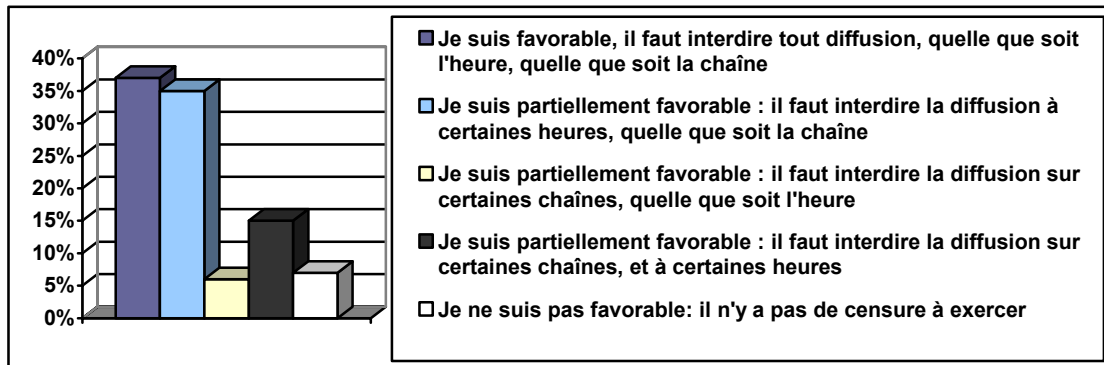 40%
35%
30%
25%
20%
15%
10%
5%
0%
Je suis favorable, il faut interdire tout diffusion, quelle que soit
l'heure, quelle que soit la chaîne
Je suis partiellement favorable : il faut interdire la diffusion à
certaines heures, quelle que soit la chaîne
Je suis partiellement favorable : il faut interdire la diffusion sur
certaines chaînes, quelle que soit l'heure
Je suis partiellement favorable : il faut interdire la diffusion sur
certaines chaînes, et à certaines heures
Je ne suis pas favorable: il n'y a pas de censure à exercer